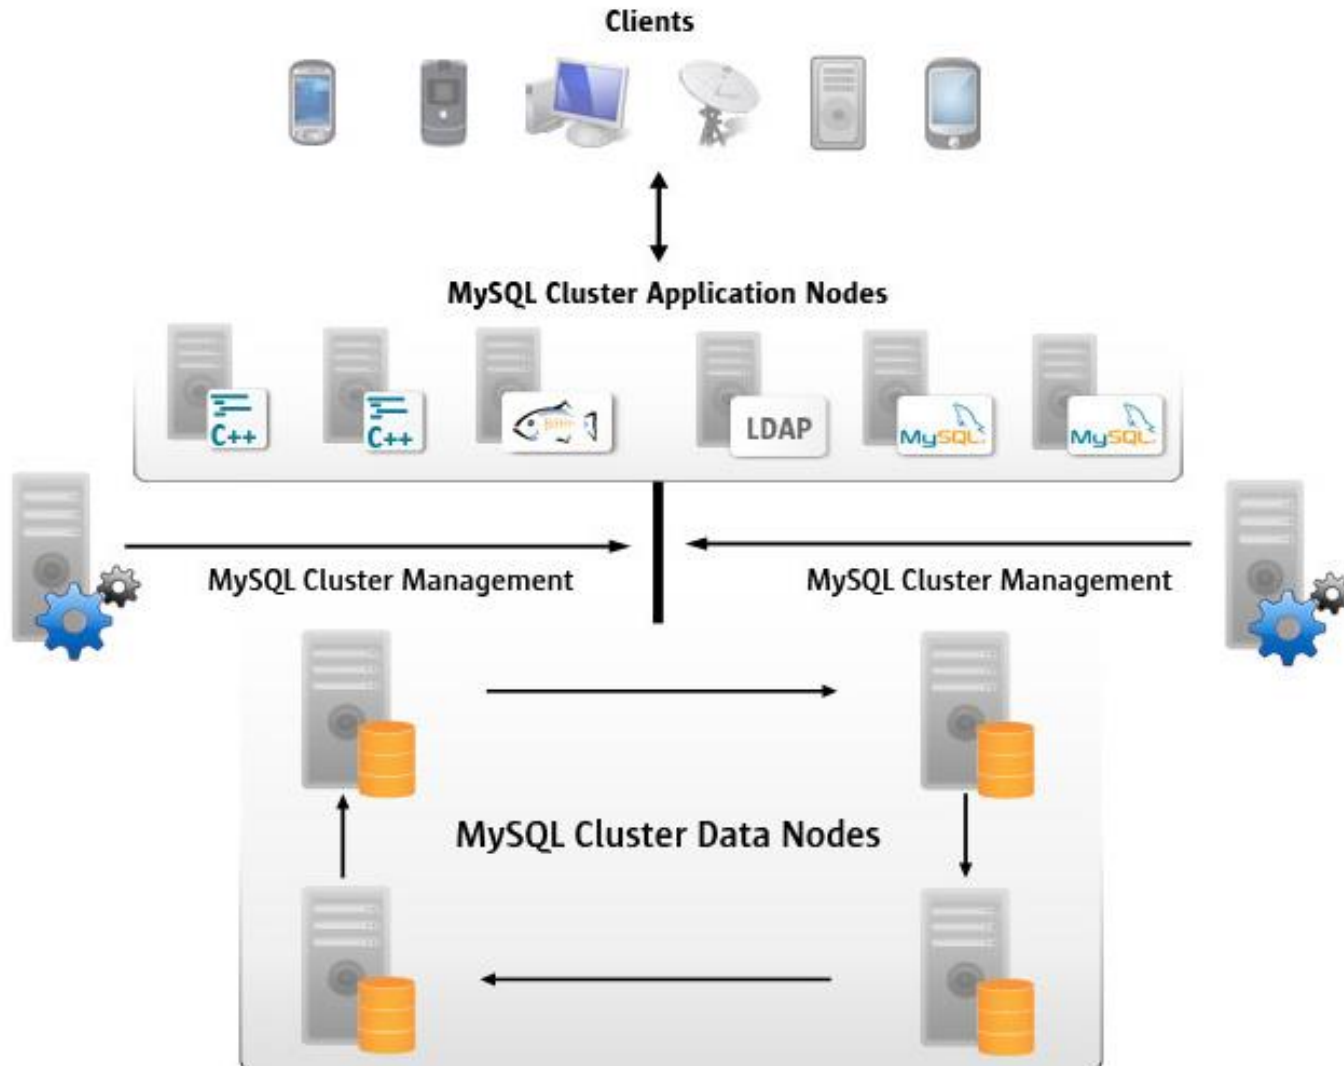 Clients
MySQL Cluster Application Nodes
C++
C++
LDAP
MySQL
MySQL
MySQL Cluster Management
MySQL Cluster Management
MySQL Cluster Data Nodes